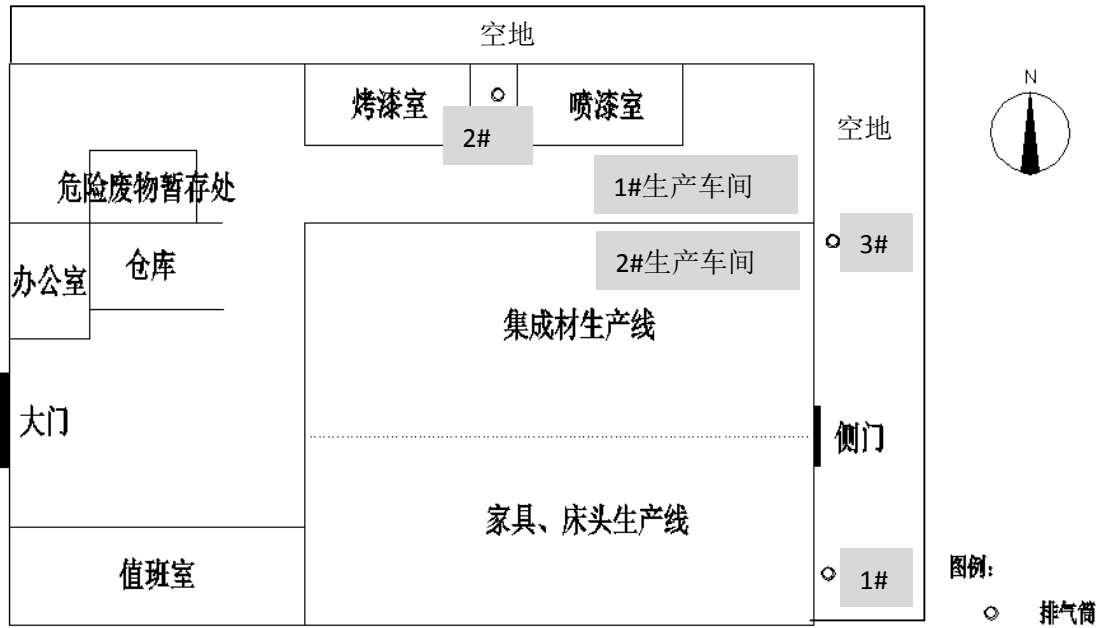 空地
N
烤漆室
喷漆室
2#
空地
危险废物暂存处
1#生产车间
3#
办公室
仓库
2#生产车间
集成材生产线
大门
侧门
家具、床头生产线
值班室
1#
图例:
排气筒